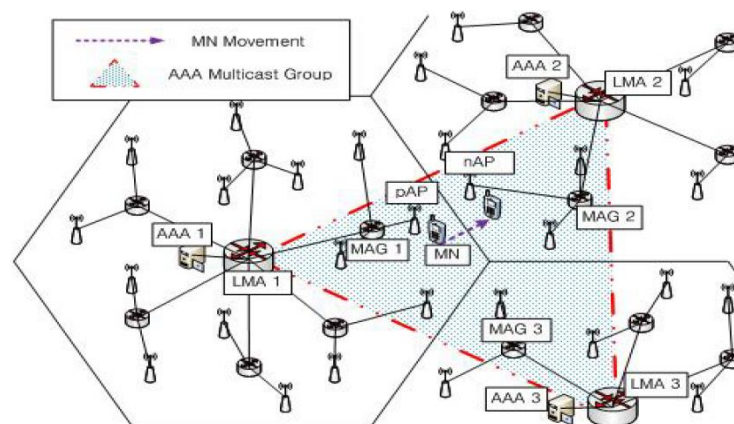 MN Movement
AAA Multicast Group
AAA 2
LMA 2
nAP
pAP
MAG 2
AAA 1
MAG 1
MN
LMA 1
MAG 3
LMA 3
AAA 3